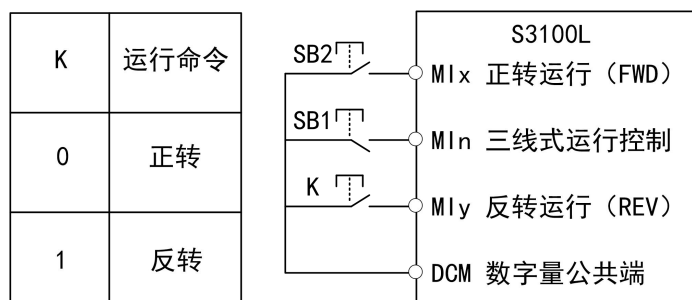 K 运行命令
0 正转
1 反转
S3100L
SB2
MIx 正转运行（FWD）
SB1
MIn 三线式运行控制
K
MIy 反转运行（REV）
DCM 数字量公共端